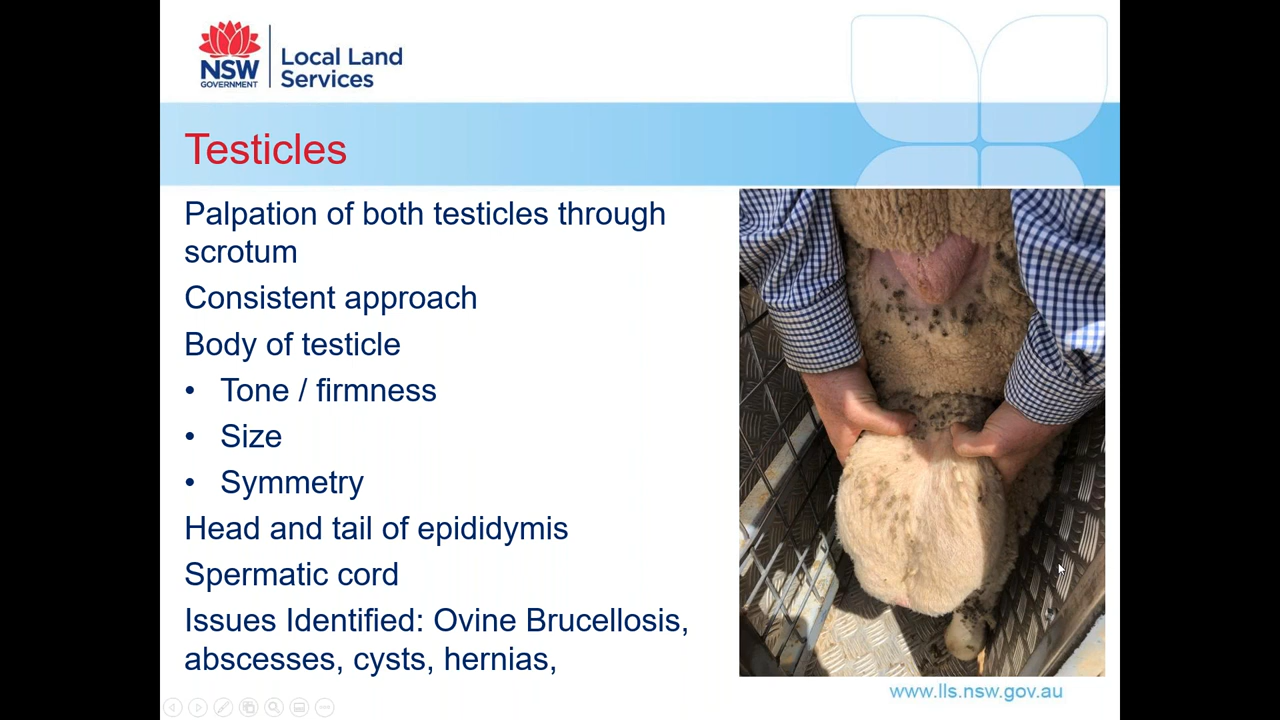 NSW
GOVERNMENT
Local Land
Services
Testicles
Palpation of both testicles through
scrotum
Consistent approach
Body of testicle
• Tone / firmness
• Size
• Symmetry
Head and tail of epididymis
Spermatic cord
Issues Identified: Ovine Brucellosis,
abscesses, cysts, hernias,
www.lls.nsw.gov.au